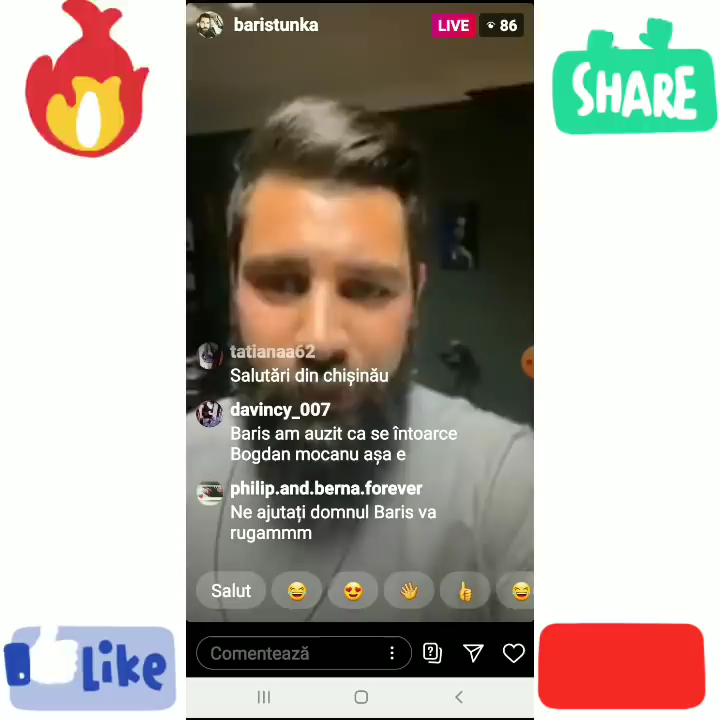 baristunka
LIVE
86
SHARE
tatianaa62
Salutări din chișinău
davincy_007
Baris am auzit ca se întoarce
Bogdan mocanu așa e
philip.and.berna.forever
Ne ajutați domnul Baris va
rugammm
Salut
Comentează
Like